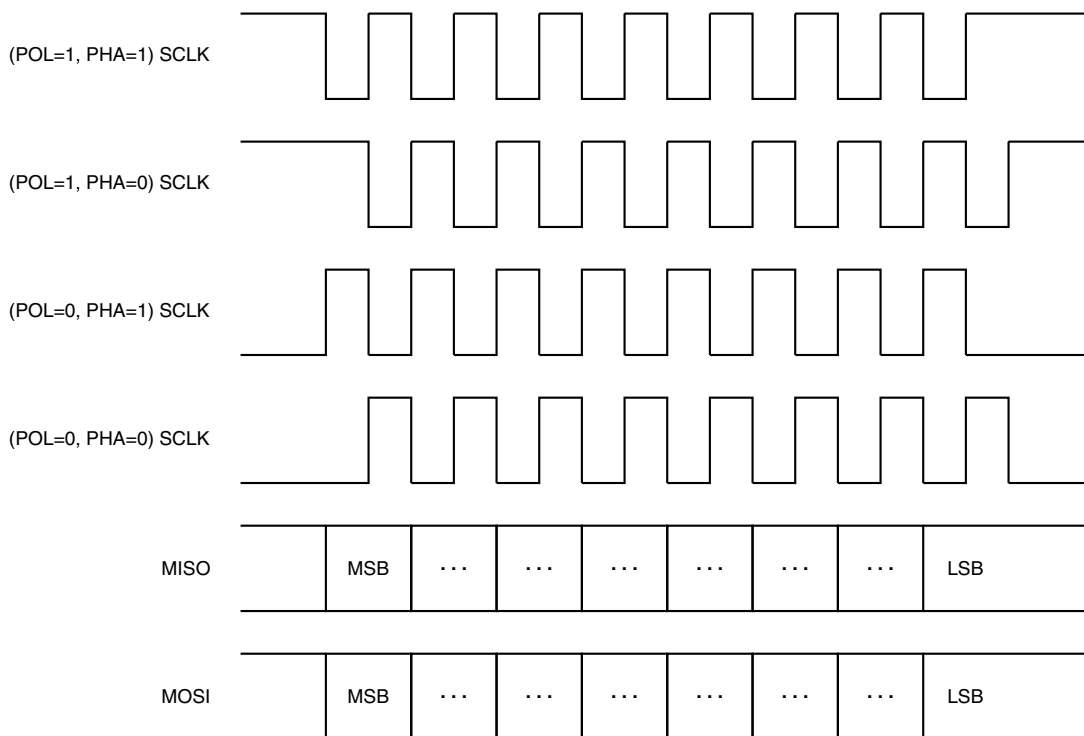 (POL=1, PHA=1) SCLK
(POL=1, PHA=0) SCLK
(POL=0, PHA=1) SCLK
(POL=0, PHA=0) SCLK
MISO MSB ... ... ... ... ... ... LSB
MOSI MSB ... ... ... ... ... ... LSB